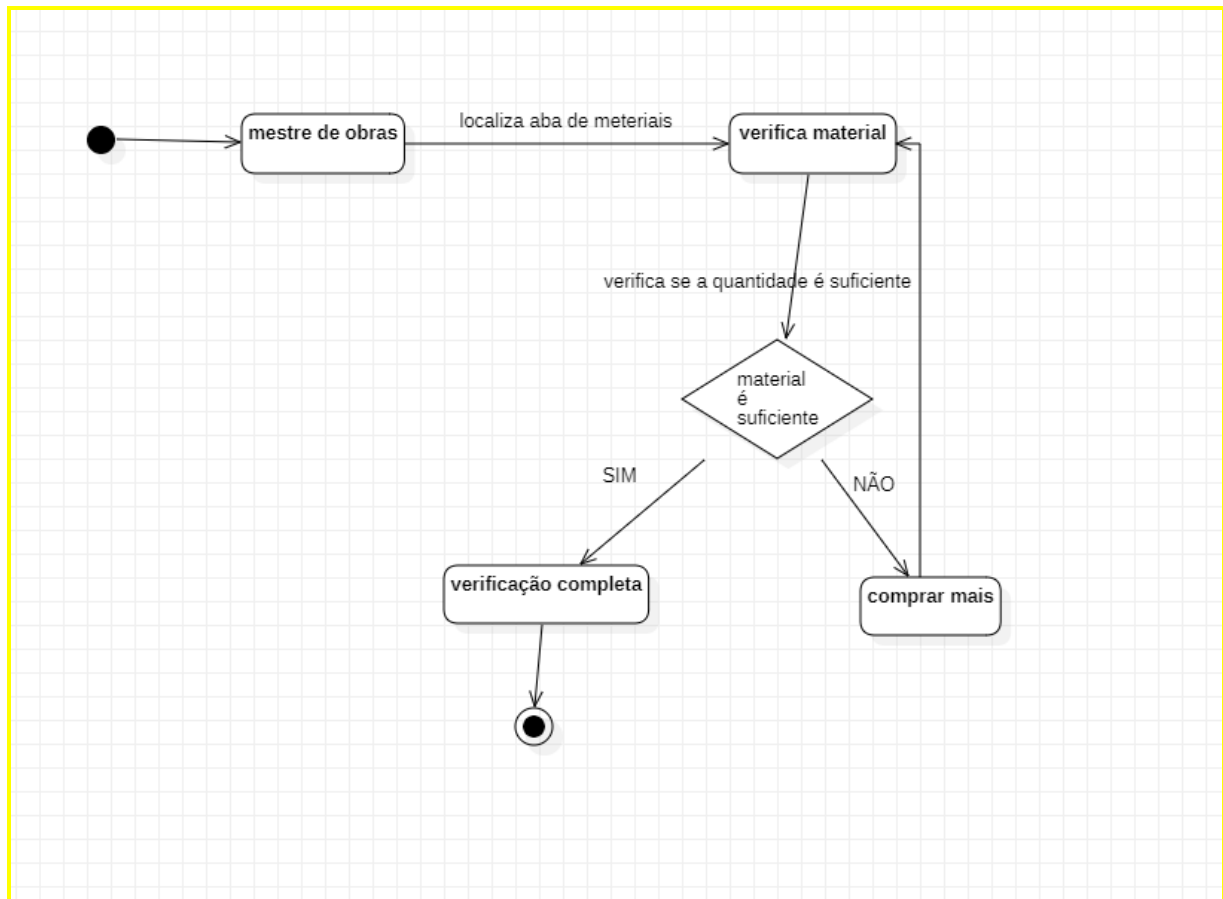 mestre de obras
localiza aba de meteriais
verifica material
verifica se a quantidade é suficiente
material
é
suficiente
SIM
NÃO
verificação completa
comprar mais